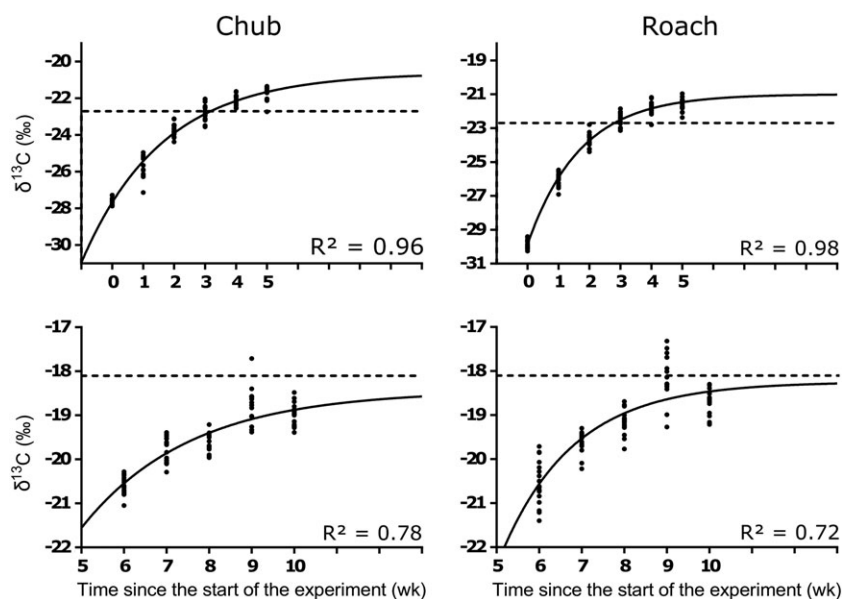 Chub
Roach
δ¹³C (‰)
-20
-22
-24
-26
-28
-30
0 1 2 3 4 5
R² = 0.96
-19
-21
-23
-25
-27
-29
-31
0 1 2 3 4 5
R² = 0.98
δ¹³C (‰)
-17
-18
-19
-20
-21
-22
5 6 7 8 9 10
R² = 0.78
Time since the start of the experiment (wk)
δ¹³C (‰)
-17
-18
-19
-20
-21
-22
5 6 7 8 9 10
R² = 0.72
Time since the start of the experiment (wk)
δ¹³C (‰)